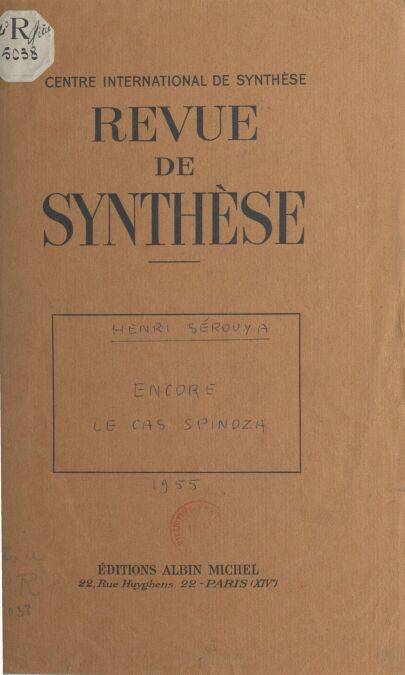 R
6038
CENTRE INTERNATIONAL DE SYNTHÈSE
REVUE
DE
SYNTHÈSE
HENRI SÉROUYA
ENCORE
LE CAS SPINOZA
1955
R
ÉDITIONS ALBIN MICHEL
22, Rue Huyghens, 22 - PARIS (XIVᵉ)